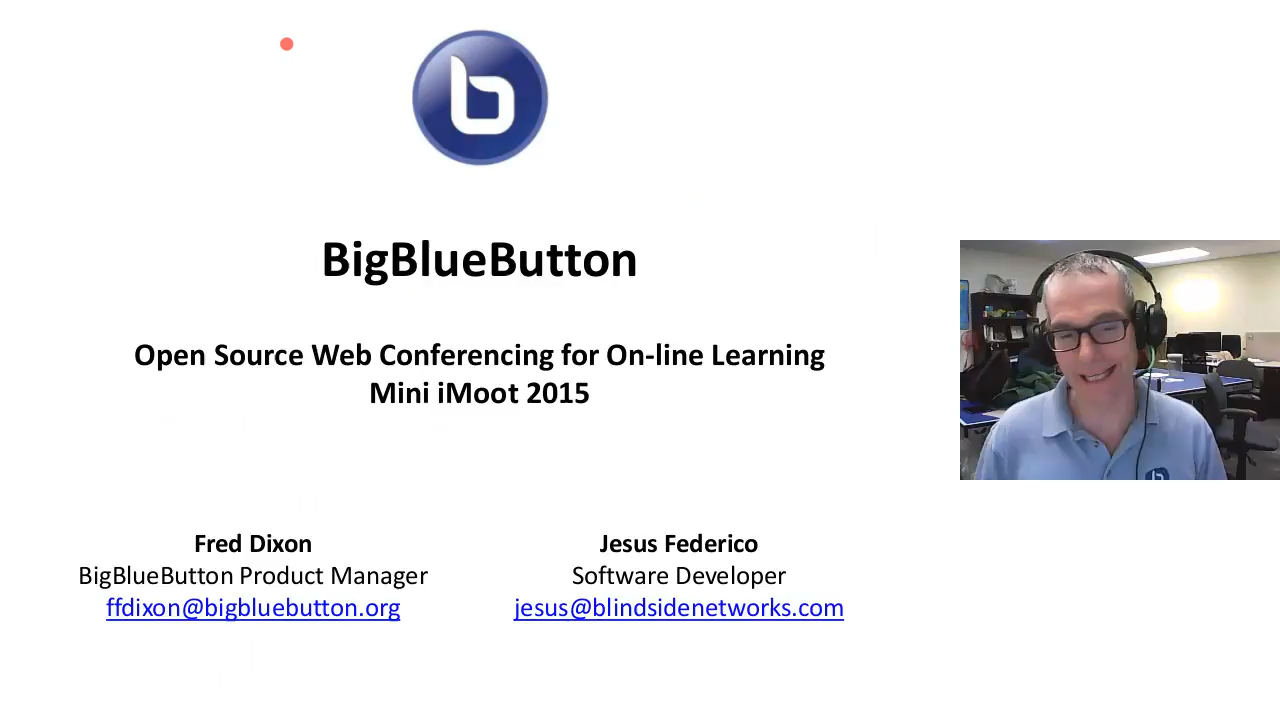 BigBlueButton
Open Source Web Conferencing for On-line Learning
Mini iMoot 2015
Fred Dixon
BigBlueButton Product Manager
ffdixon@bigbluebutton.org
Jesus Federico
Software Developer
jesus@blindsidenetworks.com